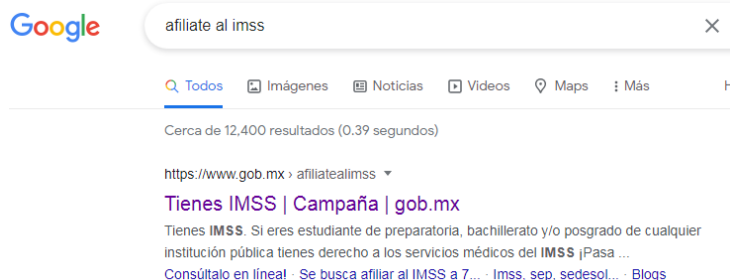 Google
afiliate al imss
Todos Imágenes Noticias Videos Maps Más H
Cerca de 12,400 resultados (0.39 segundos)
https://www.gob.mx › afiliatealimss
Tienes IMSS | Campaña | gob.mx
Tienes IMSS. Si eres estudiante de preparatoria, bachillerato y/o posgrado de cualquier
institución pública tienes derecho a los servicios médicos del IMSS ¡Pasa ...
Consúltalo en línea! · Se busca afiliar al IMSS a 7... · Imss, sep, sedesol... · Blogs